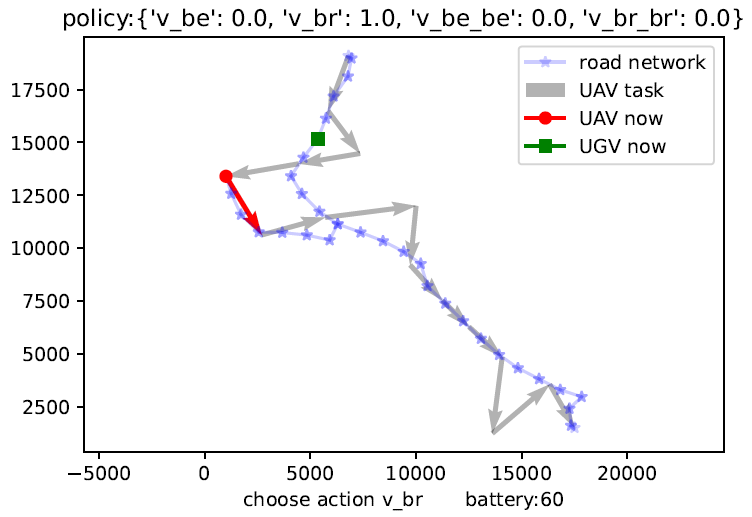 policy:{'v_be': 0.0, 'v_br': 1.0, 'v_be_be': 0.0, 'v_br_br': 0.0}
road network
UAV task
UAV now
UGV now
17500
15000
12500
10000
7500
5000
2500
−5000 0 5000 10000 15000 20000
choose action v_br battery:60